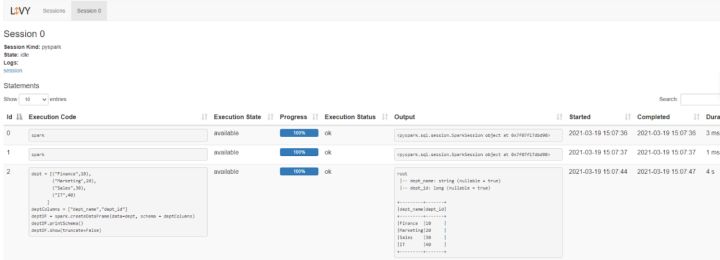 LIVY Sessions Session 0
Session 0
Session Kind: pyspark
State: idle
Logs:
session
Statements
Show 10 entries Search:
Id Execution Code Execution State Progress Execution Status Output Started Completed Dura
0 spark available 100% ok <pyspark.sql.session.SparkSession object at 0x7f07f17dbd90> 2021-03-19 15:07:36 2021-03-19 15:07:36 3 ms
1 spark available 100% ok <pyspark.sql.session.SparkSession object at 0x7f07f17dbd90> 2021-03-19 15:07:37 2021-03-19 15:07:37 1 ms
2 available 100% ok 2021-03-19 15:07:44 2021-03-19 15:07:47 4 s
dept = [("Finance",10),
("Marketing",20),
("Sales",30),
("IT",40)
]
deptColumns = ["dept_name","dept_id"]
deptDF = spark.createDataFrame(data=dept, schema = deptColumns)
deptDF.printSchema()
deptDF.show(truncate=False)
root
|-- dept_name: string (nullable = true)
|-- dept_id: long (nullable = true)
+---------+-------+
|dept_name|dept_id|
+---------+-------+
|Finance |10 |
|Marketing|20 |
|Sales |30 |
|IT |40 |
+---------+-------+